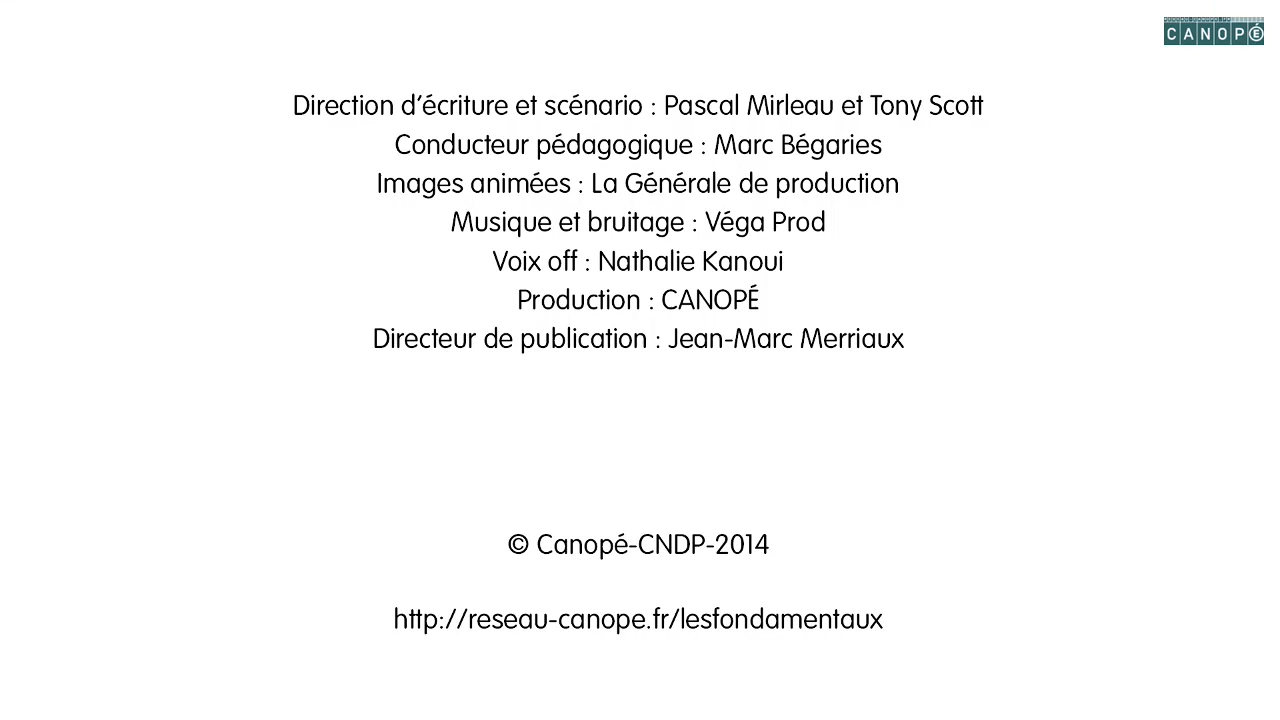 CANOPÉ
Direction d’écriture et scénario : Pascal Mirleau et Tony Scott
Conducteur pédagogique : Marc Bégaries
Images animées : La Générale de production
Musique et bruitage : Véga Prod
Voix off : Nathalie Kanoui
Production : CANOPÉ
Directeur de publication : Jean-Marc Merriaux
© Canopé-CNDP-2014
http://reseau-canope.fr/lesfondamentaux